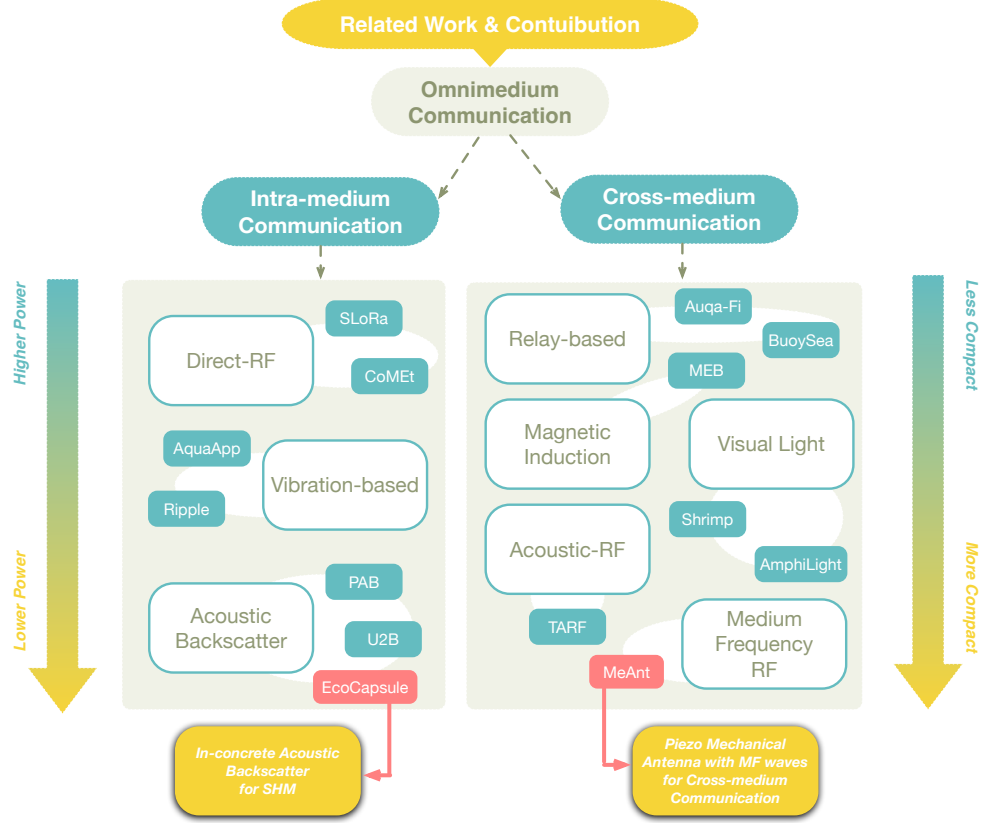 Related Work & Contuibution
Omnimedium
Communication
Intra-medium
Communication
Cross-medium
Communication
Higher Power
Lower Power
Direct-RF
SLoRa
CoMEt
AquaApp
Ripple
Vibration-based
Acoustic
Backscatter
PAB
U2B
EcoCapsule
In-concrete Acoustic
Backscatter
for SHM
Relay-based
Auqa-Fi
BuoySea
MEB
Magnetic
Induction
Visual Light
Shrimp
AmphiLight
Acoustic-RF
TARF
Medium
Frequency
RF
MeAnt
Piezo Mechanical
Antenna with MF waves
for Cross-medium
Communication
Less Compact
More Compact